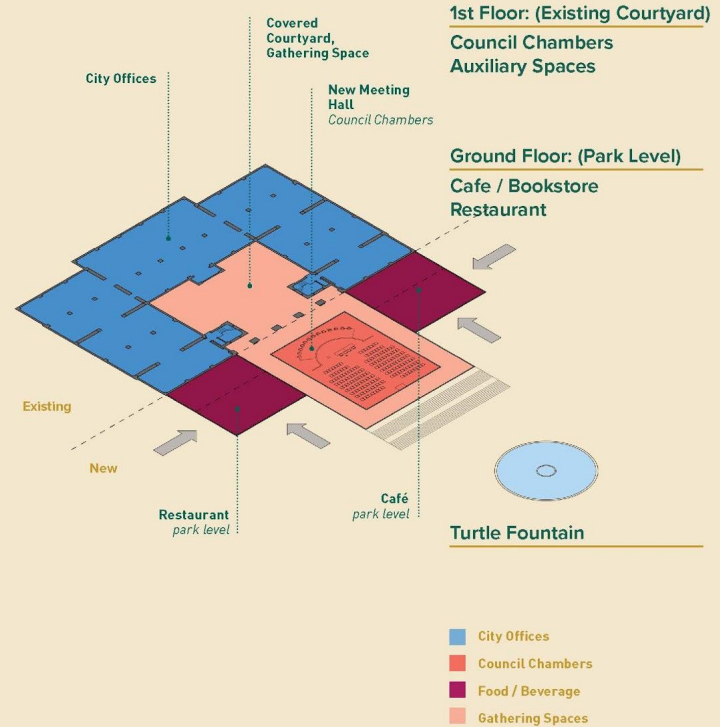 1st Floor: (Existing Courtyard)
Council Chambers
Auxiliary Spaces
Covered
Courtyard,
Gathering Space
City Offices
New Meeting
Hall
Council Chambers
Ground Floor: (Park Level)
Cafe / Bookstore
Restaurant
Existing
New
Restaurant
park level
Café
park level
Turtle Fountain
City Offices
Council Chambers
Food / Beverage
Gathering Spaces